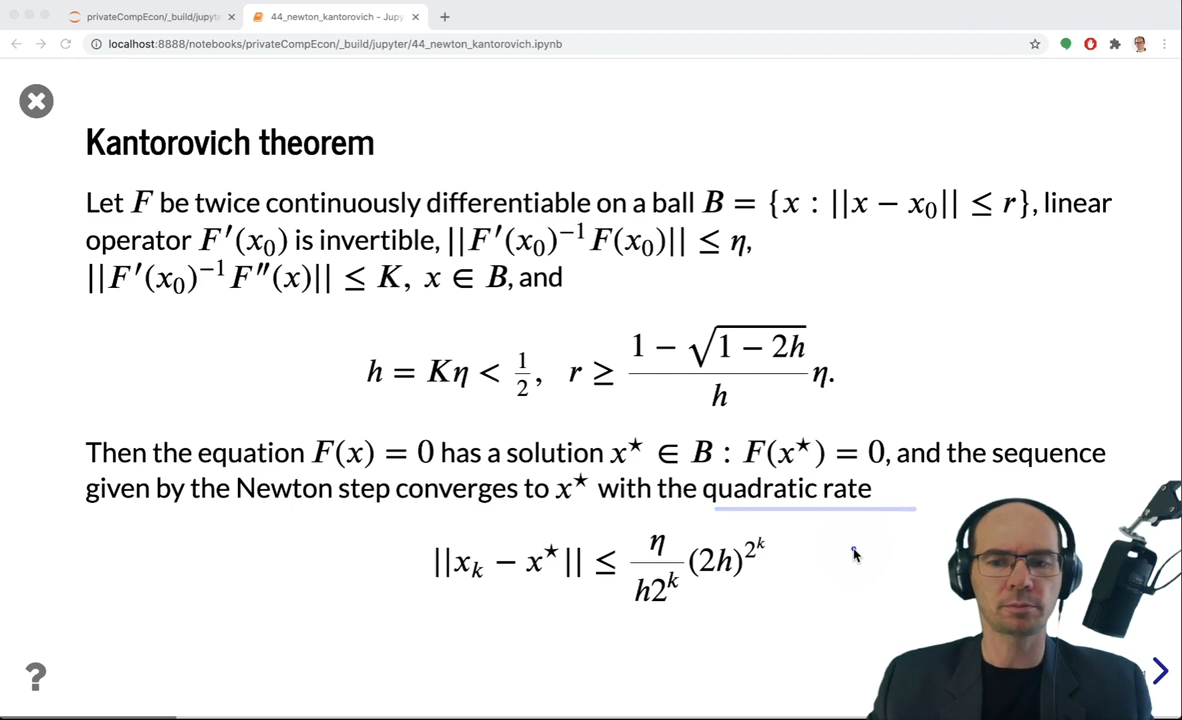 privateCompEcon/_build/jupyte
44_newton_kantorovich - Jupy
localhost:8888/notebooks/privateCompEcon/_build/jupyter/44_newton_kantorovich.ipynb
Kantorovich theorem
Let F be twice continuously differentiable on a ball B = {x : ||x − x₀|| ≤ r}, linear
operator F′(x₀) is invertible, ||F′(x₀)⁻¹F(x₀)|| ≤ η,
||F′(x₀)⁻¹F″(x)|| ≤ K, x ∈ B, and
h = Kη < 1/2, r ≥ (1 − √(1 − 2h))/h η.
Then the equation F(x) = 0 has a solution x⋆ ∈ B : F(x⋆) = 0, and the sequence
given by the Newton step converges to x⋆ with the quadratic rate
||xₖ − x⋆|| ≤ η/(h2ᵏ) (2h)^(2ᵏ)
?